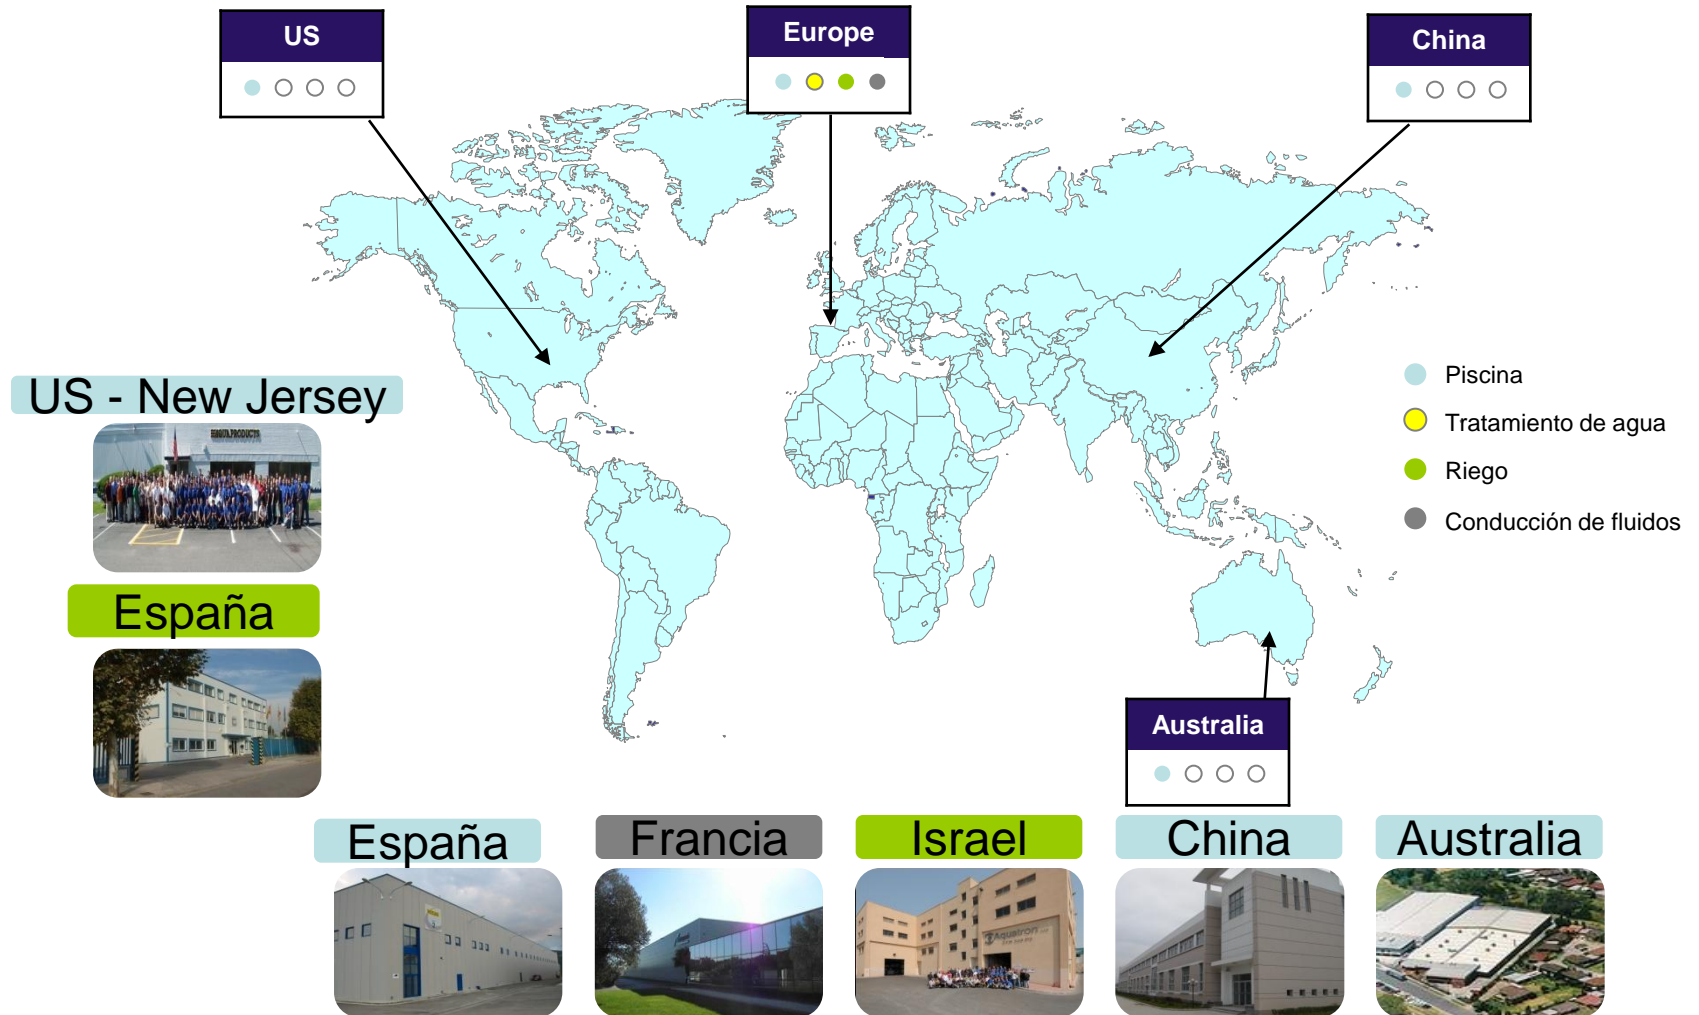 US
Europe
China
Piscina
Tratamiento de agua
Riego
Conducción de fluidos
US - New Jersey
España
Australia
España
Francia
Israel
China
Australia
Aquatron